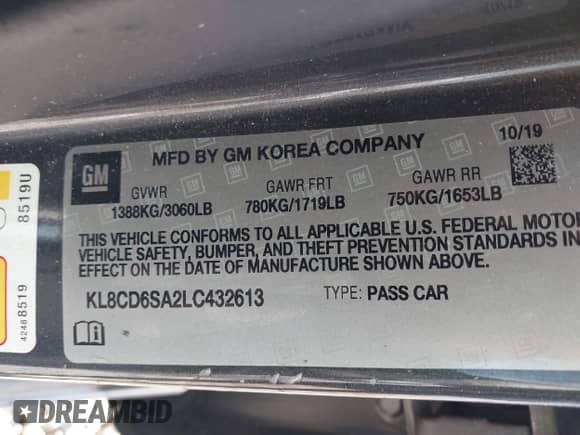 10/19
MFD BY GM KOREA COMPANY
GM
GVWR GAWR FRT GAWR RR
1388KG/3060LB 780KG/1719LB 750KG/1653LB
THIS VEHICLE CONFORMS TO ALL APPLICABLE U.S. FEDERAL MOTOR
VEHICLE SAFETY, BUMPER, AND THEFT PREVENTION STANDARDS IN
EFFECT ON THE DATE OF MANUFACTURE SHOWN ABOVE.
KL8CD6SA2LC432613 TYPE: PASS CAR
8519U
42488519
DREAMBID